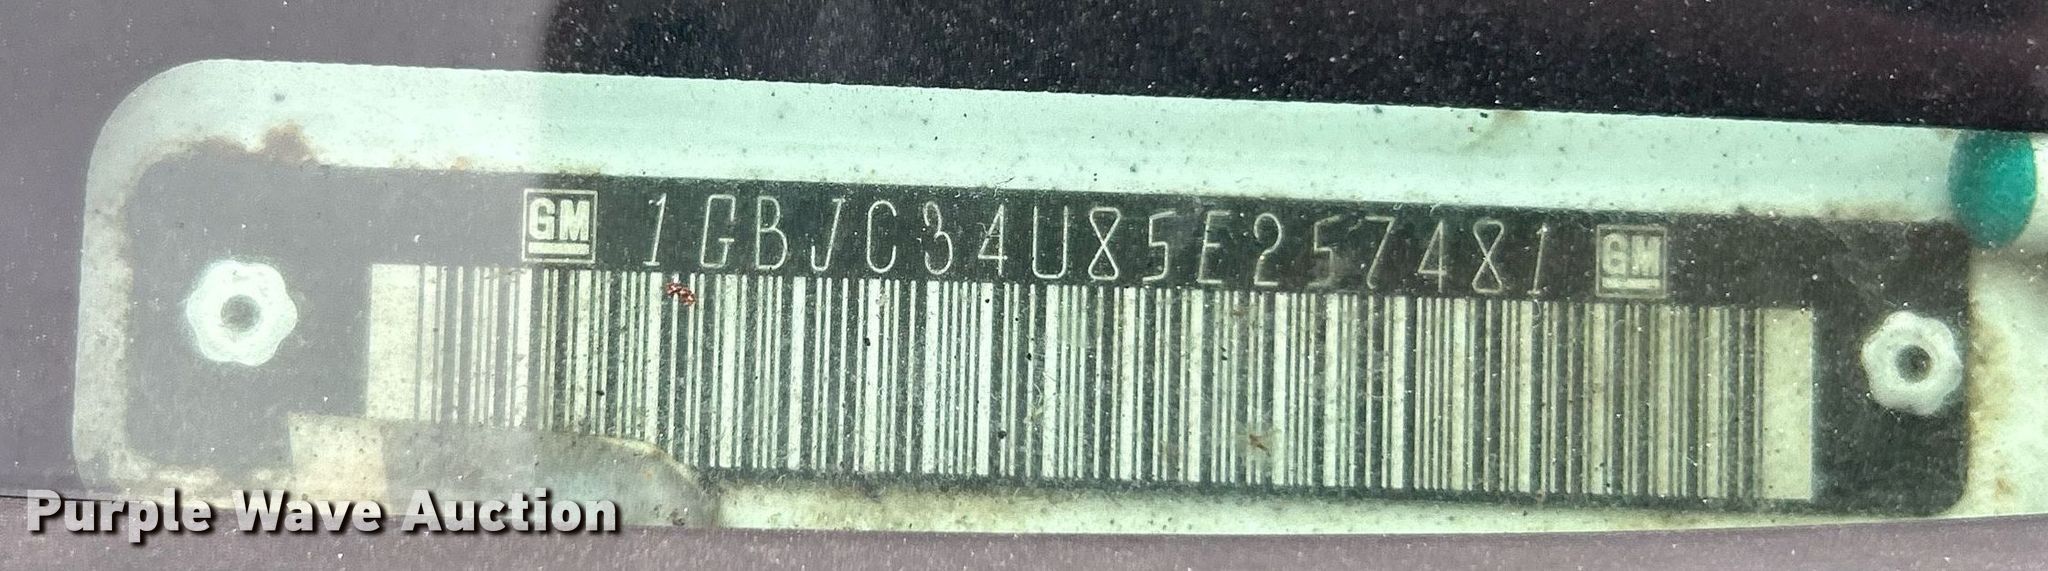 GM 1GBJC34U85E257481 GM
Purple Wave Auction